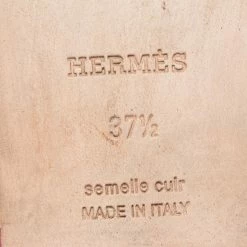 HERMÈS
37½
semelle cuir
MADE IN ITALY